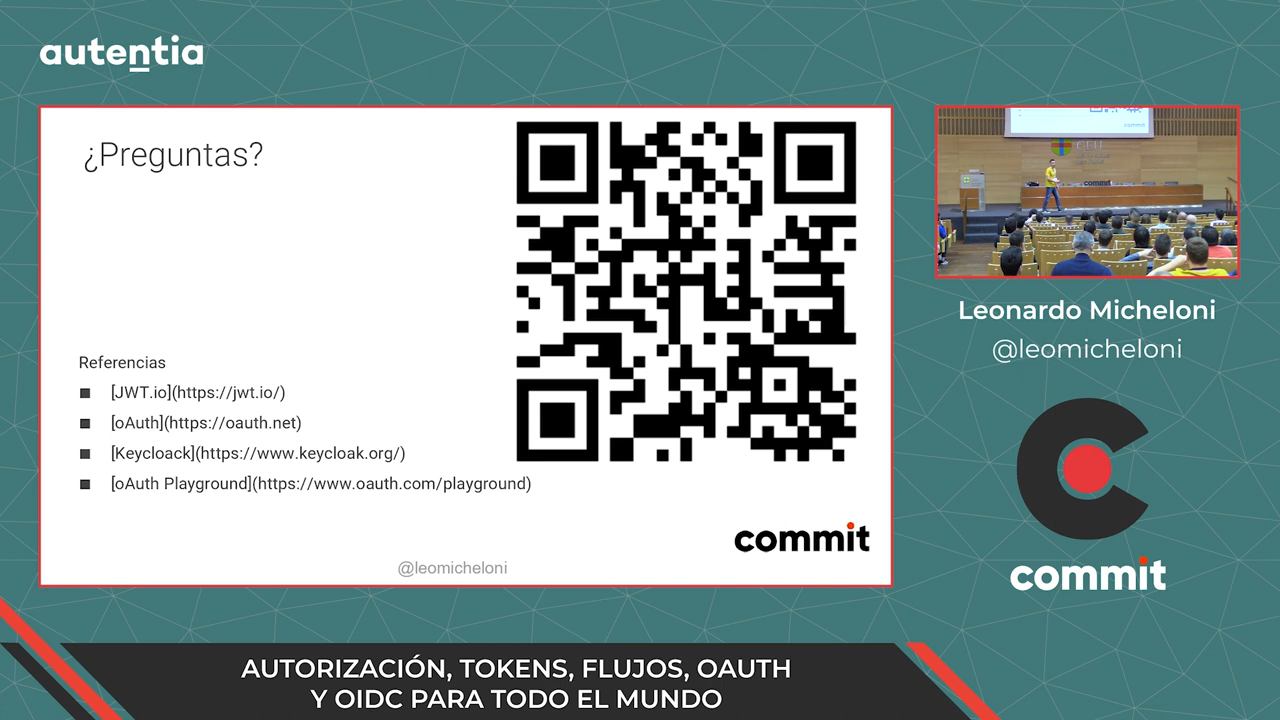 autentia
¿Preguntas?
Referencias
[JWT.io](https://jwt.io/)
[oAuth](https://oauth.net)
[Keycloack](https://www.keycloak.org/)
[oAuth Playground](https://www.oauth.com/playground)
commit
@leomicheloni
CEU
commit
Leonardo Micheloni
@leomicheloni
commit
AUTORIZACIÓN, TOKENS, FLUJOS, OAUTH
Y OIDC PARA TODO EL MUNDO